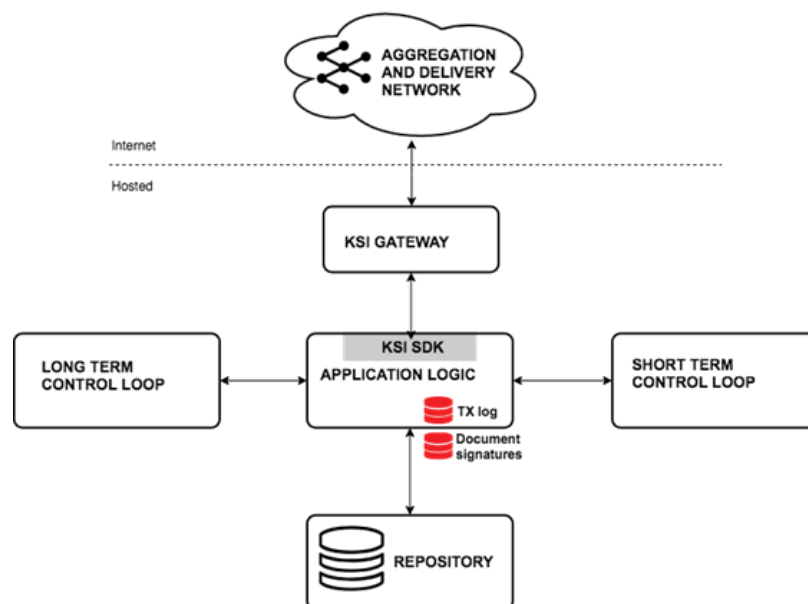 AGGREGATION
AND DELIVERY
NETWORK
Internet
Hosted
KSI GATEWAY
LONG TERM
CONTROL LOOP
KSI SDK
APPLICATION LOGIC
TX log
SHORT TERM
CONTROL LOOP
Document
signatures
REPOSITORY